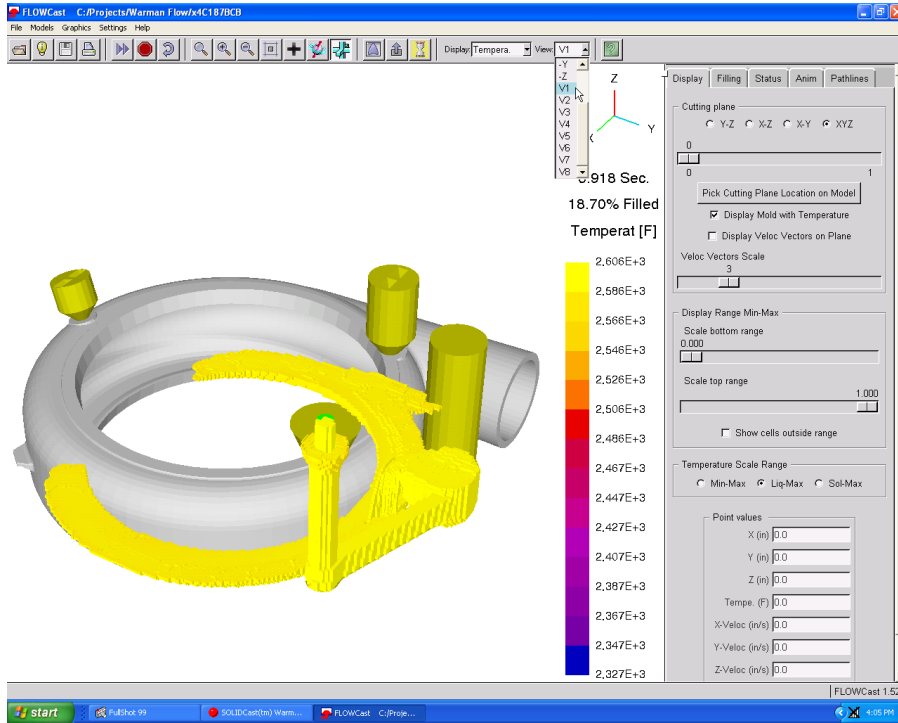 FLOWCast C:/Projects/Warman Flow/x4C187BCB
File Models Graphics Settings Help
Display: Tempera. View: V1
-Y
-Z
V1
V2
V3
V4
V5
V6
V7
V8
Z
Y
X
0.918 Sec.
18.70% Filled
Temperat [F]
2,606E+3
2,586E+3
2,566E+3
2,546E+3
2,526E+3
2,506E+3
2,486E+3
2,467E+3
2,447E+3
2,427E+3
2,407E+3
2,387E+3
2,367E+3
2,347E+3
2,327E+3
Display Filling Status Anim Pathlines
Cutting plane
Y-Z X-Z X-Y XYZ
0
0 1
Pick Cutting Plane Location on Model
Display Mold with Temperature
Display Veloc Vectors on Plane
Veloc Vectors Scale
3
Display Range Min-Max
Scale bottom range
0.000
Scale top range
1.000
Show cells outside range
Temperature Scale Range
Min-Max Liq-Max Sol-Max
Point values
X (in) 0.0
Y (in) 0.0
Z (in) 0.0
Tempe. (F) 0.0
X-Veloc (in/s) 0.0
Y-Veloc (in/s) 0.0
Z-Veloc (in/s) 0.0
FLOWCast 1.52
start FullShot 99 SOLIDCast(tm) Warm... FLOWCast C:/Proje... 4:05 PM